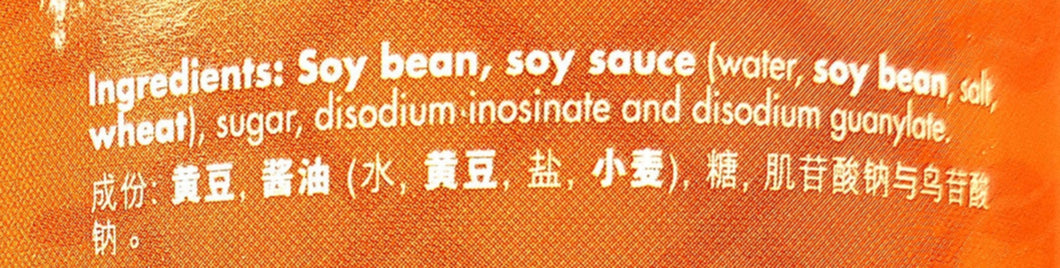 Ingredients: Soy bean, soy sauce (water, soy bean, salt,
wheat), sugar, disodium inosinate and disodium guanylate.
成份: 黄豆, 酱油 (水, 黄豆, 盐, 小麦), 糖, 肌苷酸钠与鸟苷酸
钠。